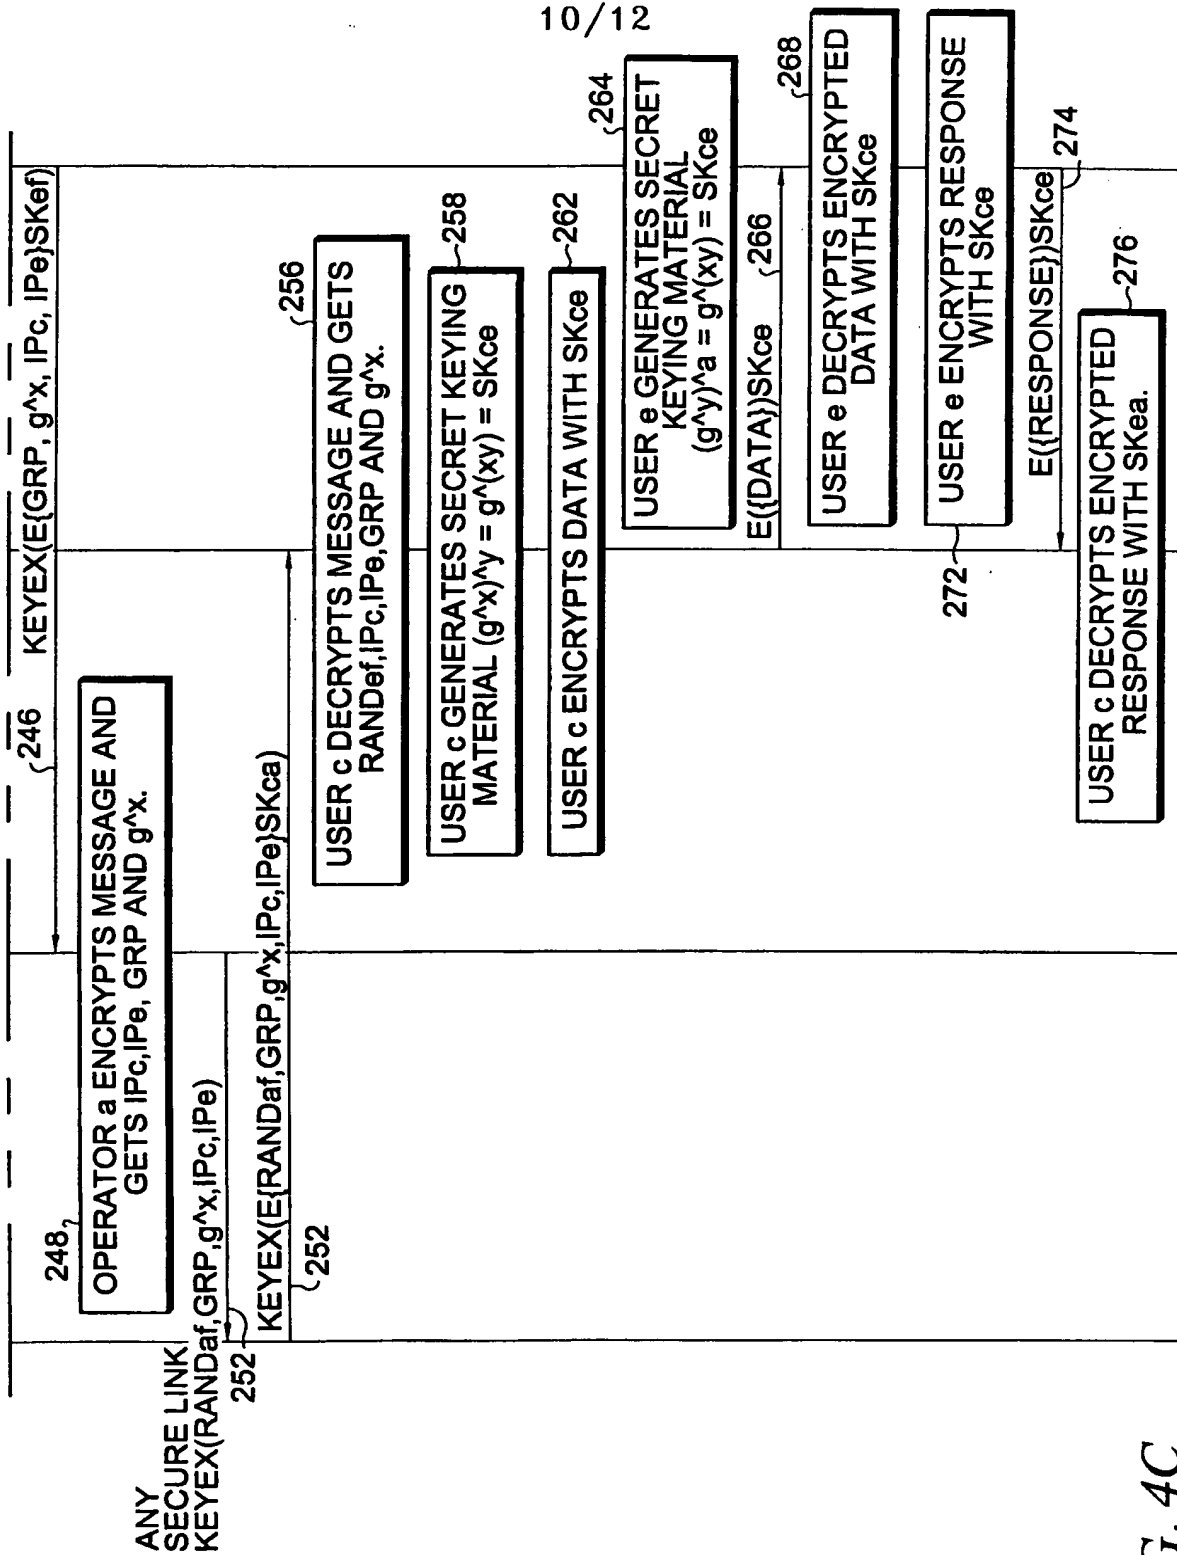 10/12
KEYEX(E{GRP, g^x, IPc, IPe}SKef)
246
248
OPERATOR a ENCRYPTS MESSAGE AND
GETS IPc,IPe, GRP AND g^x.
ANY
SECURE LINK
KEYEX(RANDaf,GRP,g^x,IPc,IPe)
252
KEYEX(E{RANDaf,GRP,g^x,IPc,IPe}SKca)
252
256
USER c DECRYPTS MESSAGE AND GETS
RANDef,IPc,IPe,GRP AND g^x.
USER c GENERATES SECRET KEYING
MATERIAL (g^x)^y = g^(xy) = SKce
258
USER c ENCRYPTS DATA WITH SKce
262
264
USER e GENERATES SECRET
KEYING MATERIAL
(g^y)^a = g^(xy) = SKce
E({DATA})SKce
266
268
USER e DECRYPTS ENCRYPTED
DATA WITH SKce
USER e ENCRYPTS RESPONSE
WITH SKce
272
E({RESPONSE})SKce
274
276
USER c DECRYPTS ENCRYPTED
RESPONSE WITH SKea.
4C